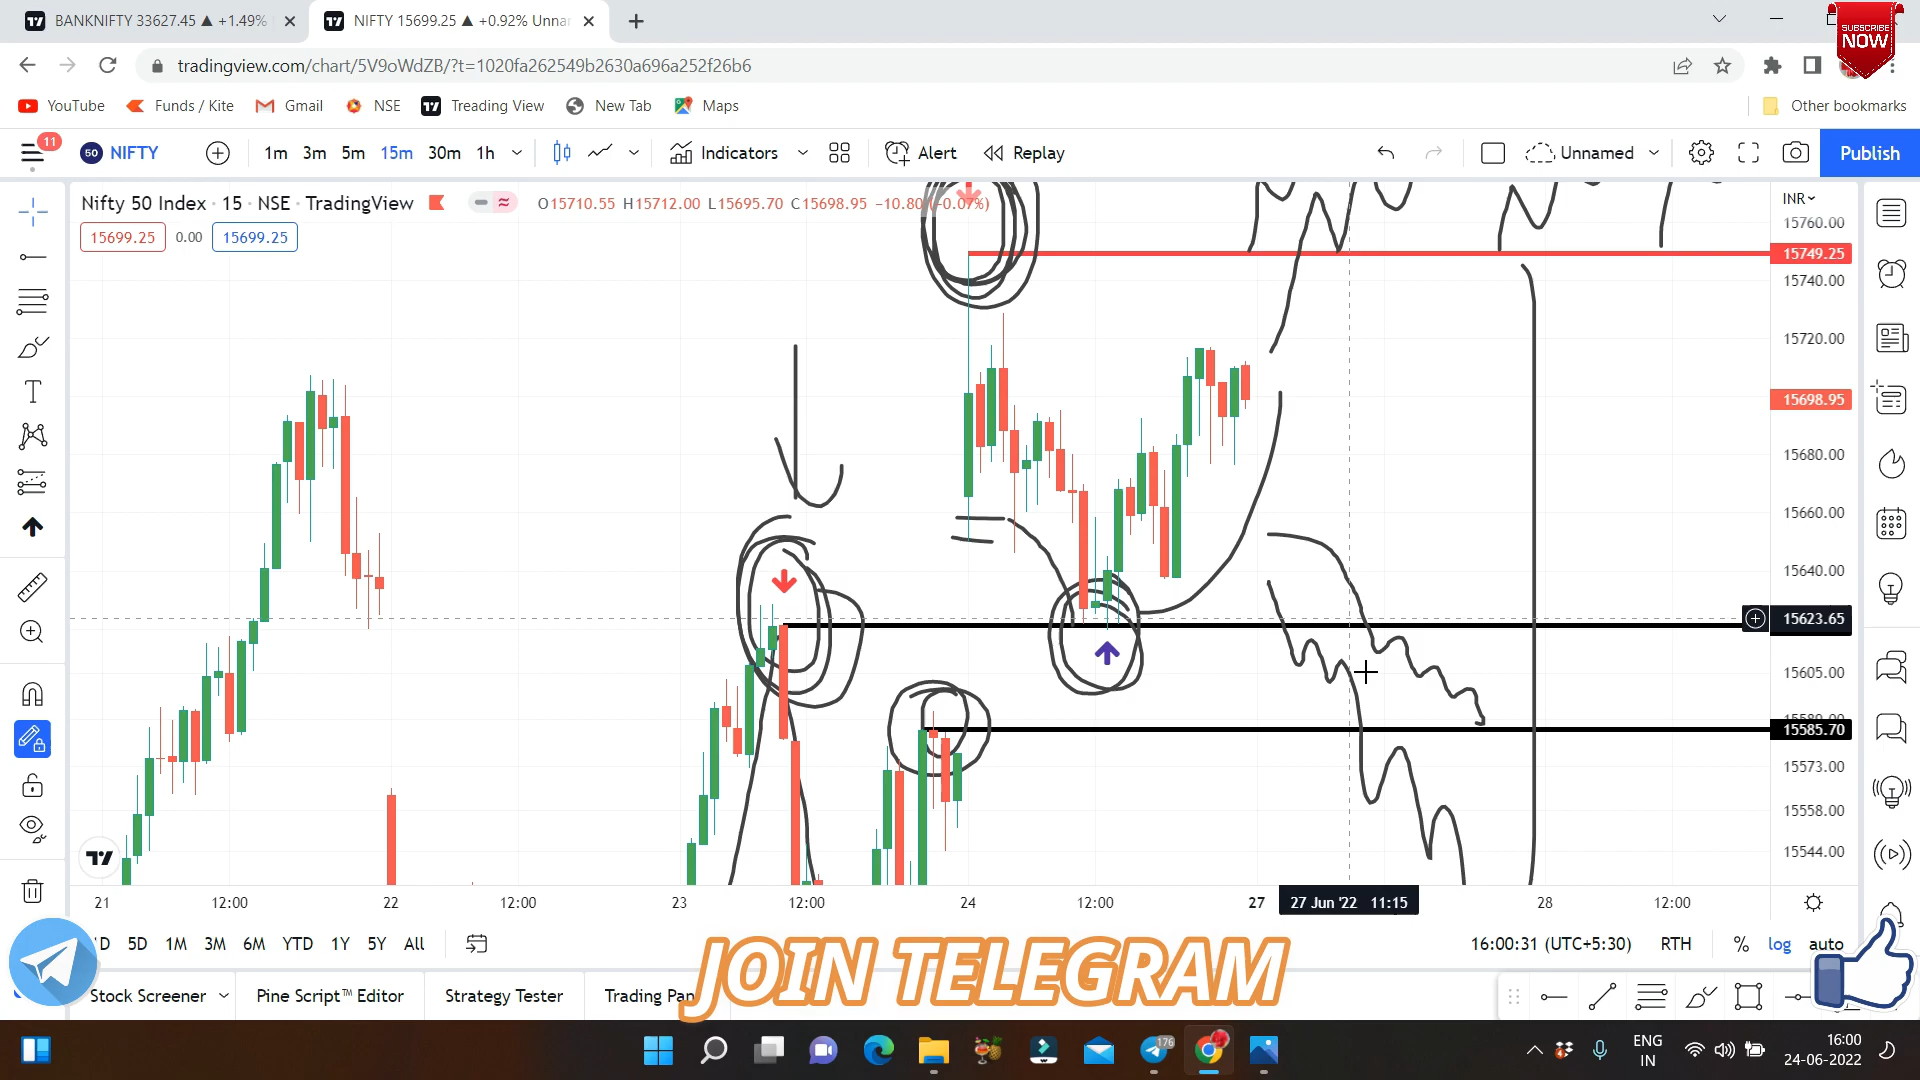 BANKNIFTY 33627.45 ▲ +1.49%
NIFTY 15699.25 ▲ +0.92% Unna
SUBSCRIBE
NOW
tradingview.com/chart/5V9oWdZB/?t=1020fa262549b2630a696a252f26b6
YouTube
Funds / Kite
Gmail
NSE
Treading View
New Tab
Maps
Other bookmarks
11
50
NIFTY
1m 3m 5m 15m 30m 1h
Indicators
Alert
Replay
Unnamed
Publish
Nifty 50 Index · 15 · NSE · TradingView
O15710.55 H15712.00 L15695.70 C15698.95 −10.80 (−0.07%)
INR
15699.25 0.00 15699.25
15760.00
15749.25
15740.00
15720.00
15698.95
15680.00
15660.00
15640.00
15623.65
15605.00
15585.70
15573.00
15558.00
15544.00
21 12:00 22 12:00 23 12:00 24 12:00 27 27 Jun '22 11:15 28 12:00
D 5D 1M 3M 6M YTD 1Y 5Y All
16:00:31 (UTC+5:30) RTH % log auto
JOIN TELEGRAM
Stock Screener
Pine Script™ Editor
Strategy Tester
Trading Pan
176
ENG
IN
16:00
24-06-2022